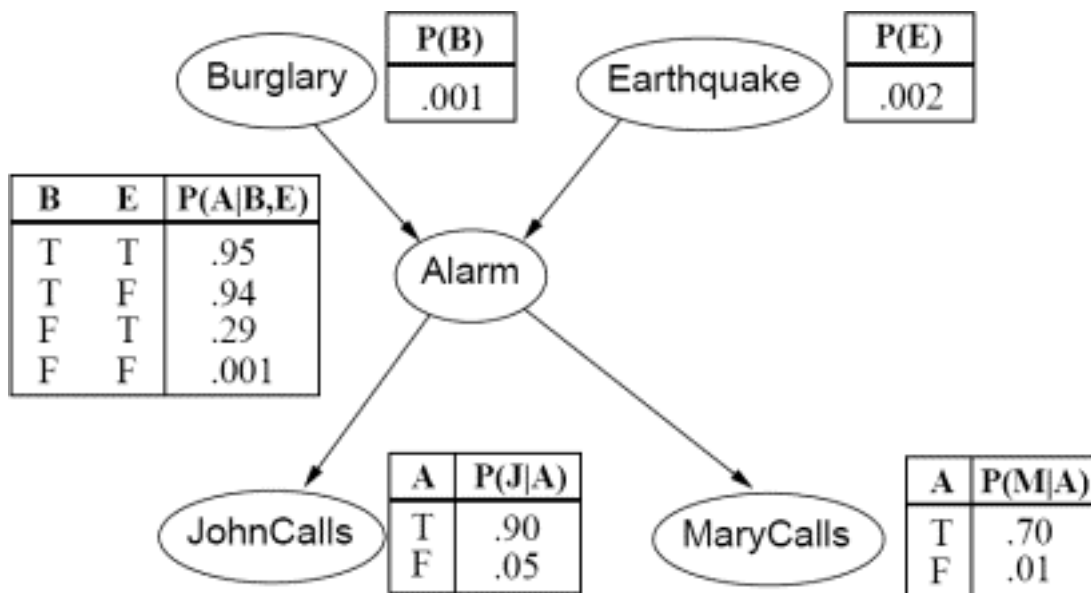 Burglary
P(B)
.001
Earthquake
P(E)
.002
B E P(A|B,E)
T T .95
T F .94
F T .29
F F .001
Alarm
JohnCalls
A P(J|A)
T .90
F .05
MaryCalls
A P(M|A)
T .70
F .01